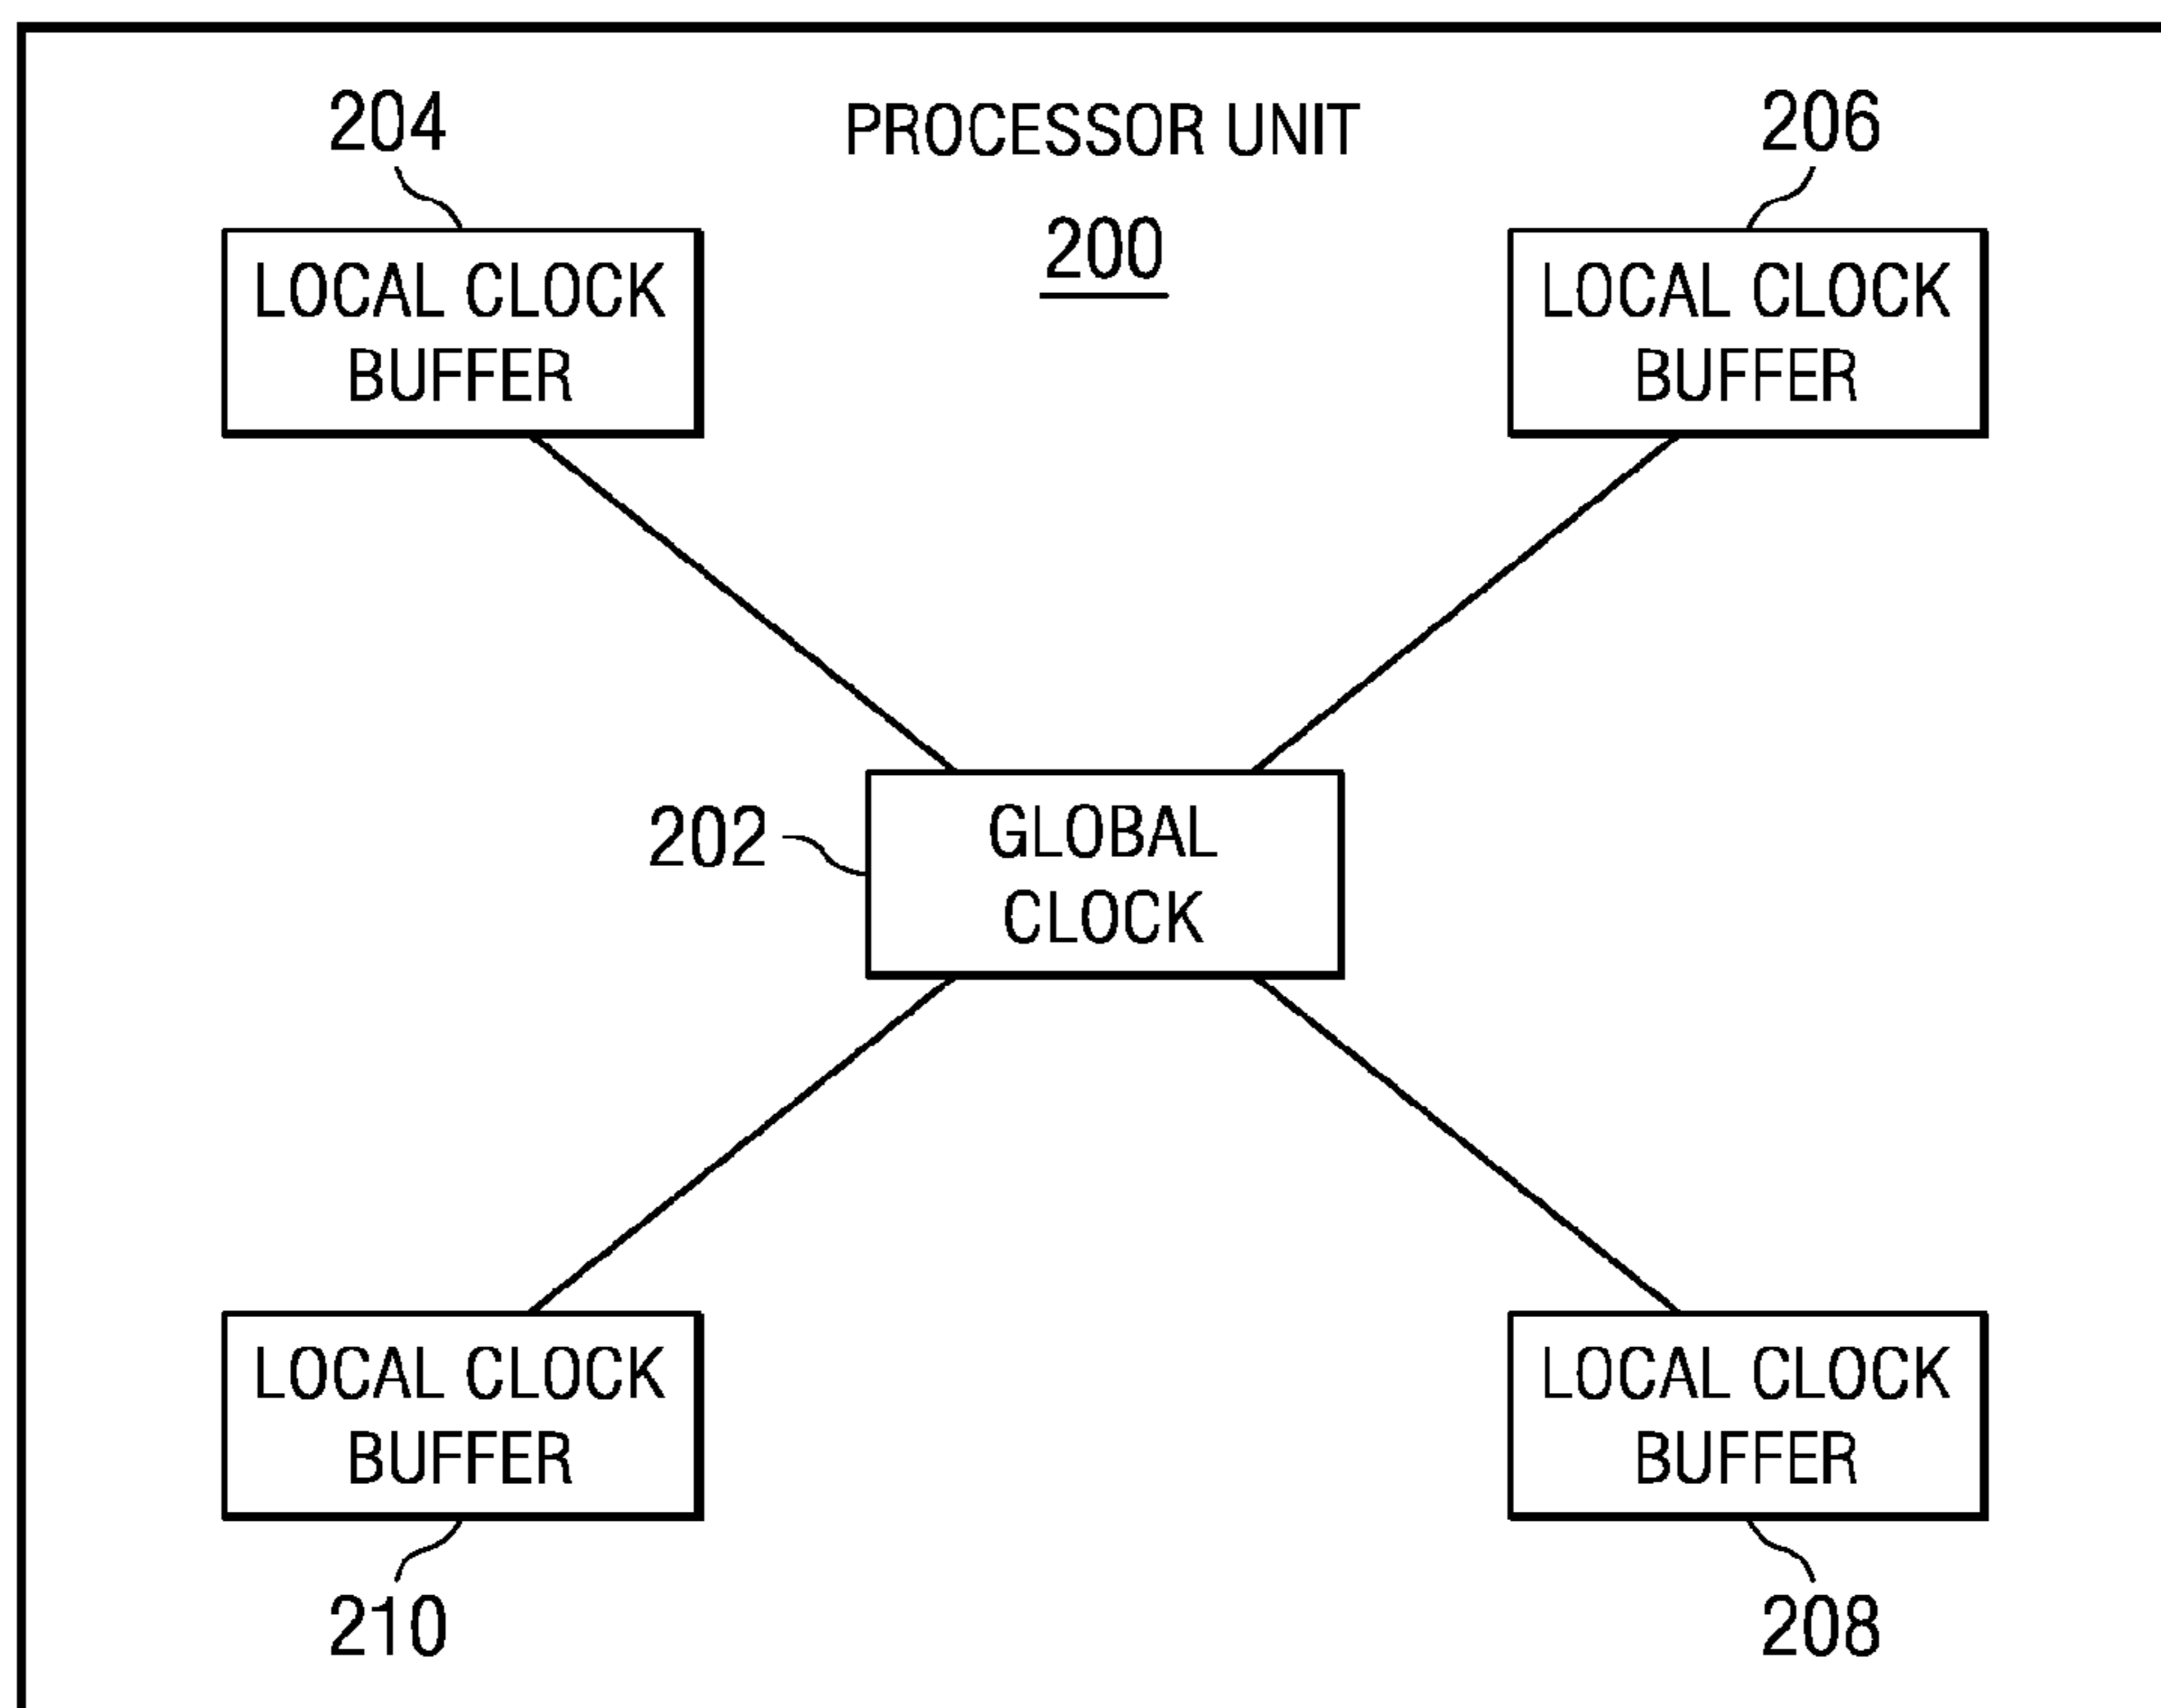 204
PROCESSOR UNIT
206
200
LOCAL CLOCK
BUFFER
LOCAL CLOCK
BUFFER
202
GLOBAL
CLOCK
LOCAL CLOCK
BUFFER
LOCAL CLOCK
BUFFER
210
208